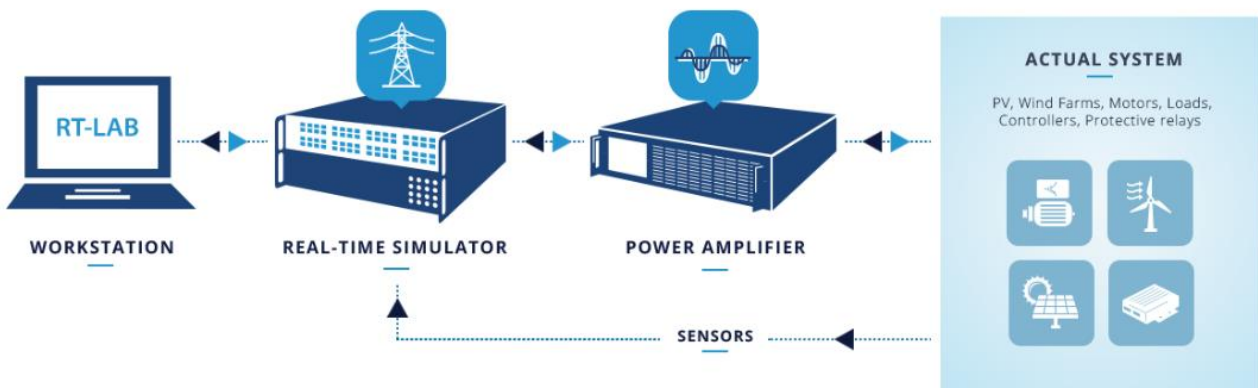 RT-LAB
WORKSTATION
REAL-TIME SIMULATOR
POWER AMPLIFIER
SENSORS
ACTUAL SYSTEM
PV, Wind Farms, Motors, Loads,
Controllers, Protective relays